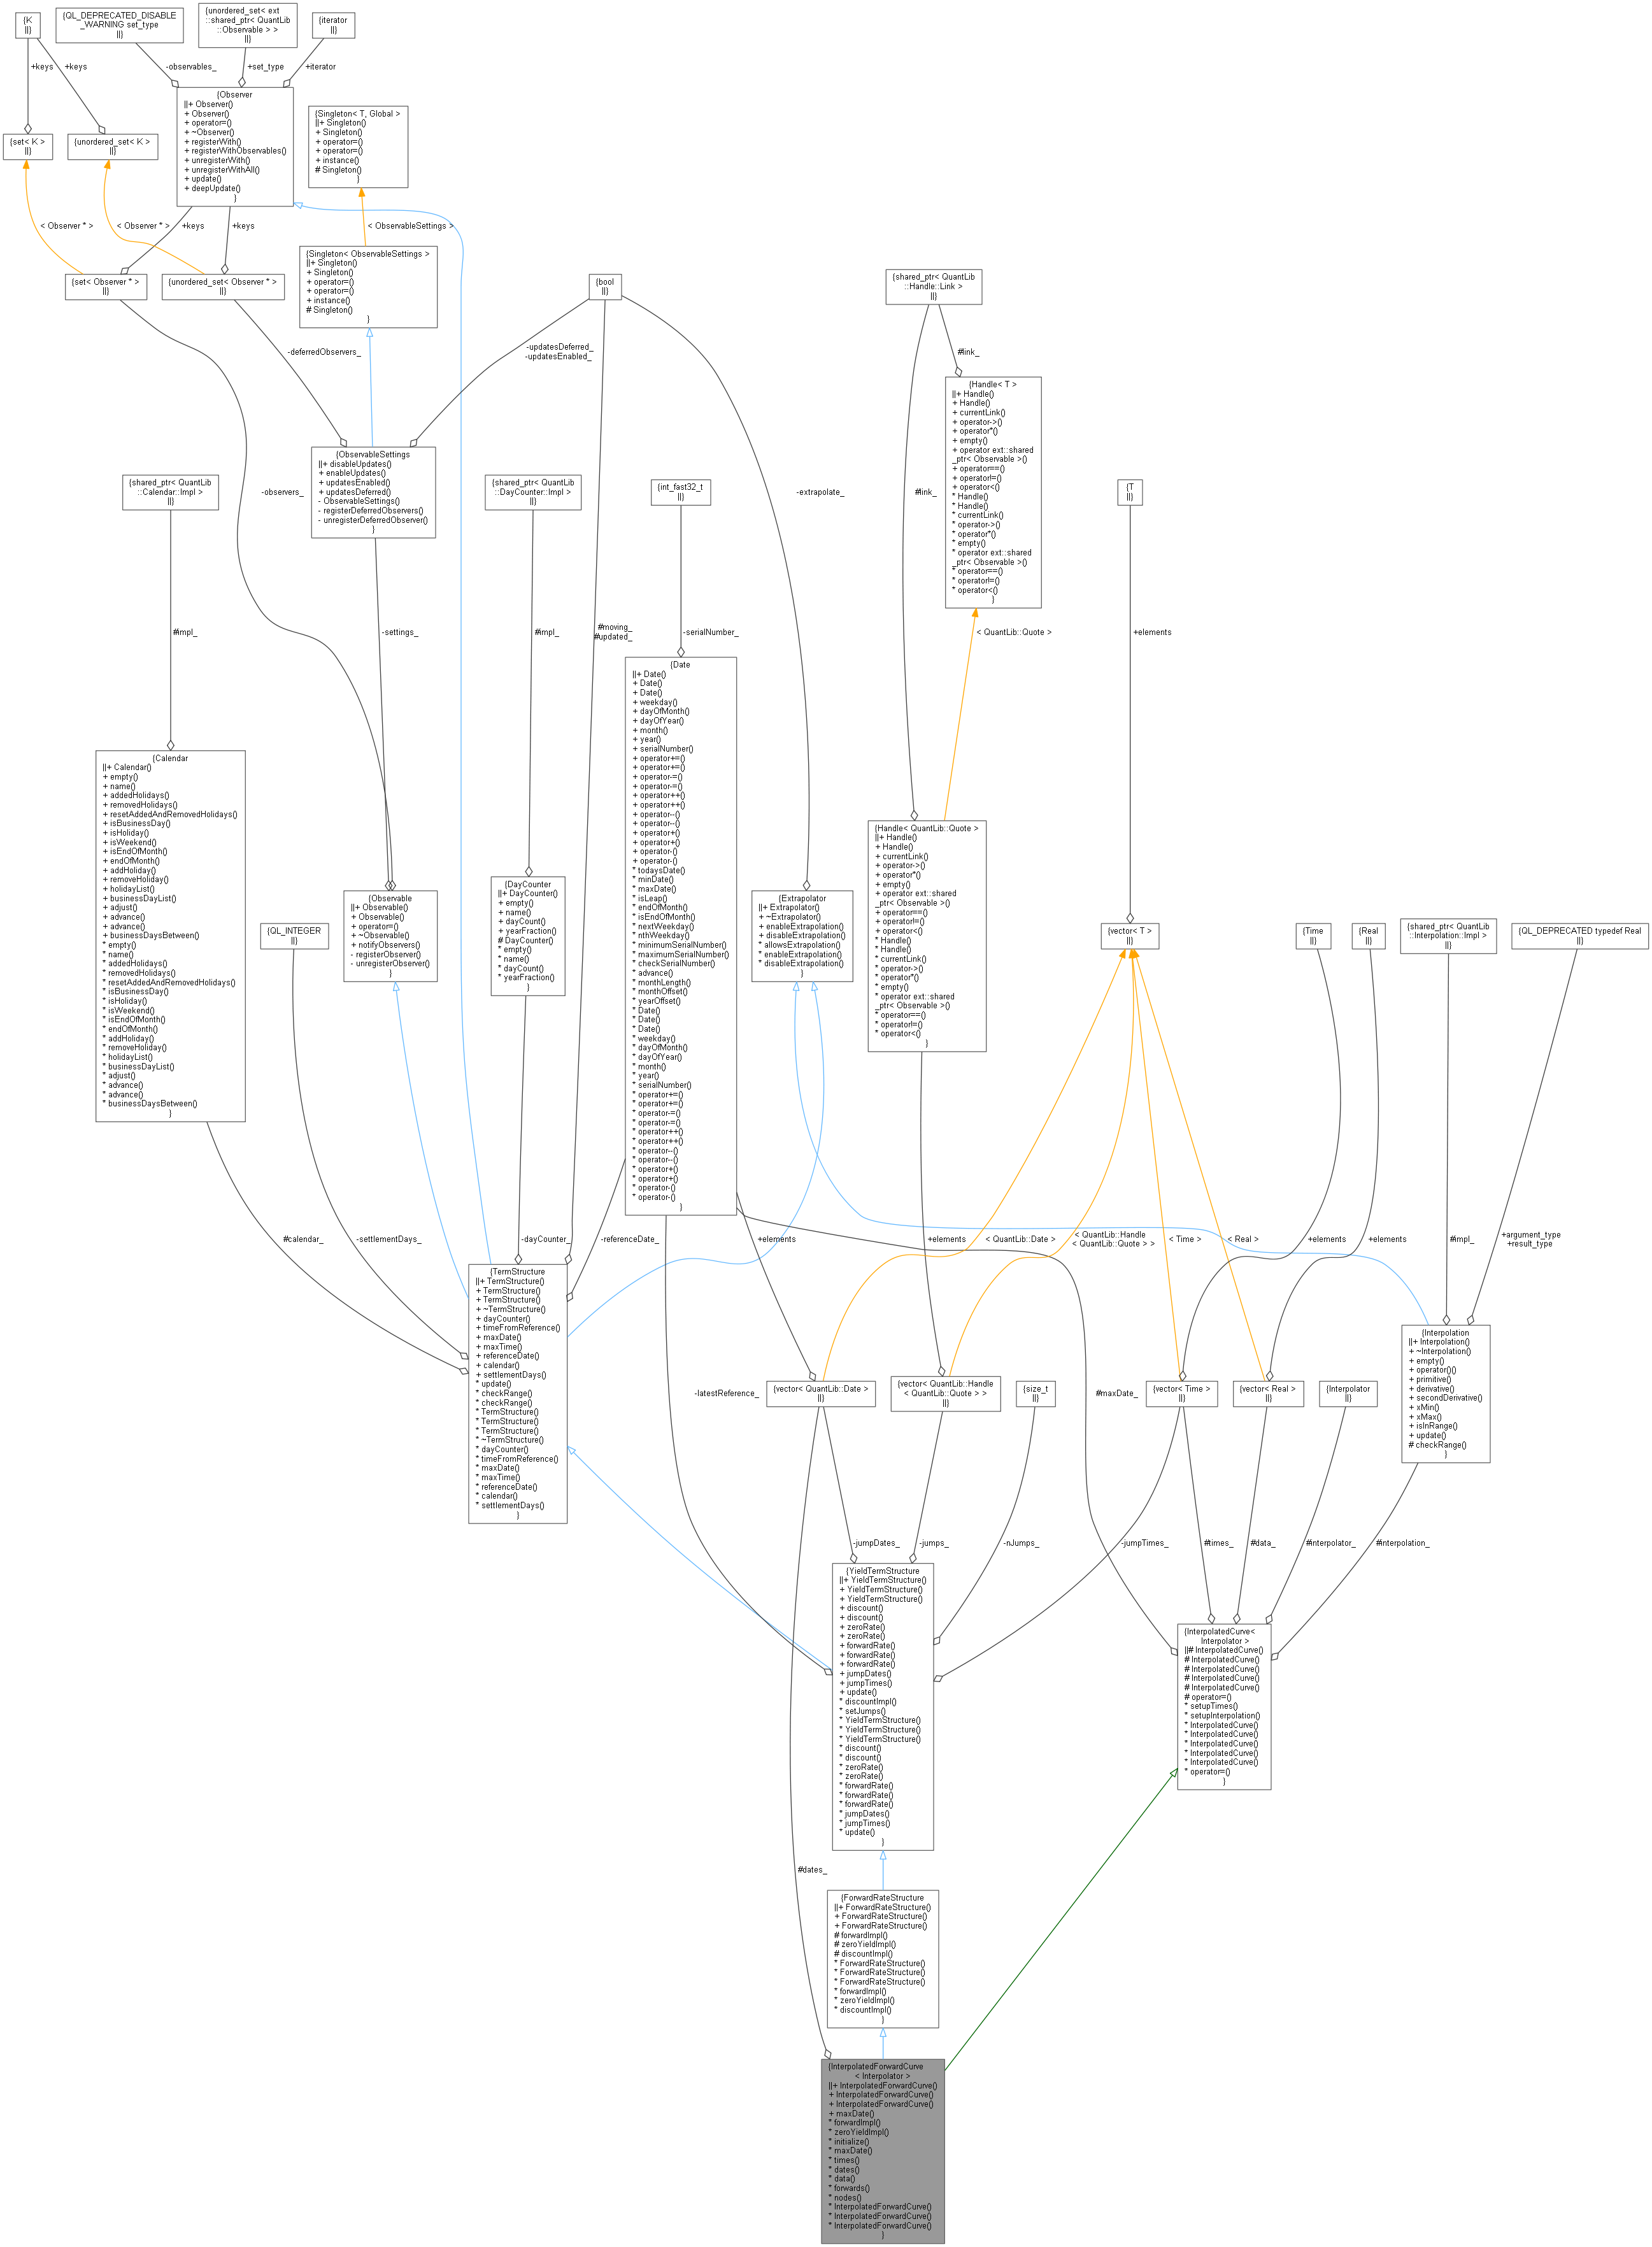 {K
||}
{QL_DEPRECATED_DISABLE
_WARNING set_type
||}
{unordered_set< ext
::shared_ptr< QuantLib
::Observable > >
||}
{iterator
||}
+keys
+keys
-observables_
+set_type
+iterator
{set< K >
||}
{unordered_set< K >
||}
{Observer
||+ Observer()
+ Observer()
+ operator=()
+ ~Observer()
+ registerWith()
+ registerWithObservables()
+ unregisterWith()
+ unregisterWithAll()
+ update()
+ deepUpdate()
}
{Singleton< T, Global >
||+ Singleton()
+ Singleton()
+ operator=()
+ operator=()
+ instance()
# Singleton()
}
< Observer * >
< Observer * >
+keys
+keys
< ObservableSettings >
{set< Observer * >
||}
{unordered_set< Observer * >
||}
{Singleton< ObservableSettings >
||+ Singleton()
+ Singleton()
+ operator=()
+ operator=()
+ instance()
# Singleton()
}
{bool
||}
{shared_ptr< QuantLib
::Handle::Link >
||}
-deferredObservers_
-updatesDeferred_
-updatesEnabled_
#link_
{Handle< T >
||+ Handle()
+ Handle()
+ currentLink()
+ operator->()
+ operator*()
+ empty()
+ operator ext::shared
_ptr< Observable >()
+ operator==()
+ operator!=()
+ operator<()
* Handle()
* Handle()
* currentLink()
* operator->()
* operator*()
* empty()
* operator ext::shared
_ptr< Observable >()
* operator==()
* operator!=()
* operator<()
}
{ObservableSettings
||+ disableUpdates()
+ enableUpdates()
+ updatesEnabled()
+ updatesDeferred()
- ObservableSettings()
- registerDeferredObservers()
- unregisterDeferredObserver()
}
{shared_ptr< QuantLib
::Calendar::Impl >
||}
{shared_ptr< QuantLib
::DayCounter::Impl >
||}
{int_fast32_t
||}
{T
||}
-observers_
-extrapolate_
#link_
#impl_
-settings_
#impl_
#moving_
#updated_
-serialNumber_
< QuantLib::Quote >
+elements
{Date
||+ Date()
+ Date()
+ Date()
+ weekday()
+ dayOfMonth()
+ dayOfYear()
+ month()
+ year()
+ serialNumber()
+ operator+=()
+ operator+=()
+ operator-=()
+ operator-=()
+ operator++()
+ operator++()
+ operator--()
+ operator--()
+ operator+()
+ operator+()
+ operator-()
+ operator-()
* todaysDate()
* minDate()
* maxDate()
* isLeap()
* endOfMonth()
* isEndOfMonth()
* nextWeekday()
* nthWeekday()
* minimumSerialNumber()
* maximumSerialNumber()
* checkSerialNumber()
* advance()
* monthLength()
* monthOffset()
* yearOffset()
* Date()
* Date()
* Date()
* weekday()
* dayOfMonth()
* dayOfYear()
* month()
* year()
* serialNumber()
* operator+=()
* operator+=()
* operator-=()
* operator-=()
* operator++()
* operator++()
* operator--()
* operator--()
* operator+()
* operator+()
* operator-()
* operator-()
}
{Calendar
||+ Calendar()
+ empty()
+ name()
+ addedHolidays()
+ removedHolidays()
+ resetAddedAndRemovedHolidays()
+ isBusinessDay()
+ isHoliday()
+ isWeekend()
+ isEndOfMonth()
+ endOfMonth()
+ addHoliday()
+ removeHoliday()
+ holidayList()
+ businessDayList()
+ adjust()
+ advance()
+ advance()
+ businessDaysBetween()
* empty()
* name()
* addedHolidays()
* removedHolidays()
* resetAddedAndRemovedHolidays()
* isBusinessDay()
* isHoliday()
* isWeekend()
* isEndOfMonth()
* endOfMonth()
* addHoliday()
* removeHoliday()
* holidayList()
* businessDayList()
* adjust()
* advance()
* advance()
* businessDaysBetween()
}
{QL_INTEGER
||}
{Observable
||+ Observable()
+ Observable()
+ operator=()
+ ~Observable()
+ notifyObservers()
- registerObserver()
- unregisterObserver()
}
{DayCounter
||+ DayCounter()
+ empty()
+ name()
+ dayCount()
+ yearFraction()
# DayCounter()
* empty()
* name()
* dayCount()
* yearFraction()
}
{Extrapolator
||+ Extrapolator()
+ ~Extrapolator()
+ enableExtrapolation()
+ disableExtrapolation()
* allowsExtrapolation()
* enableExtrapolation()
* disableExtrapolation()
}
{Handle< QuantLib::Quote >
||+ Handle()
+ Handle()
+ currentLink()
+ operator->()
+ operator*()
+ empty()
+ operator ext::shared
_ptr< Observable >()
+ operator==()
+ operator!=()
+ operator<()
* Handle()
* Handle()
* currentLink()
* operator->()
* operator*()
* empty()
* operator ext::shared
_ptr< Observable >()
* operator==()
* operator!=()
* operator<()
}
{vector< T >
||}
{Time
||}
{Real
||}
{shared_ptr< QuantLib
::Interpolation::Impl >
||}
{QL_DEPRECATED typedef Real
||}
#calendar_
-settlementDays_
-dayCounter_
-referenceDate_
+elements
+elements
< QuantLib::Date >
< QuantLib::Handle
< QuantLib::Quote > >
< Time >
< Real >
+elements
+elements
#impl_
+argument_type
+result_type
{TermStructure
||+ TermStructure()
+ TermStructure()
+ TermStructure()
+ ~TermStructure()
+ dayCounter()
+ timeFromReference()
+ maxDate()
+ maxTime()
+ referenceDate()
+ calendar()
+ settlementDays()
* update()
* checkRange()
* checkRange()
* TermStructure()
* TermStructure()
* TermStructure()
* ~TermStructure()
* dayCounter()
* timeFromReference()
* maxDate()
* maxTime()
* referenceDate()
* calendar()
* settlementDays()
}
-latestReference_
{vector< QuantLib::Date >
||}
{vector< QuantLib::Handle
< QuantLib::Quote > >
||}
{size_t
||}
#maxDate_
{vector< Time >
||}
{vector< Real >
||}
{Interpolator
||}
{Interpolation
||+ Interpolation()
+ ~Interpolation()
+ empty()
+ operator()()
+ primitive()
+ derivative()
+ secondDerivative()
+ xMin()
+ xMax()
+ isInRange()
+ update()
# checkRange()
}
-jumpDates_
-jumps_
-nJumps_
-jumpTimes_
#times_
#data_
#interpolator_
#interpolation_
{YieldTermStructure
||+ YieldTermStructure()
+ YieldTermStructure()
+ YieldTermStructure()
+ discount()
+ discount()
+ zeroRate()
+ zeroRate()
+ forwardRate()
+ forwardRate()
+ forwardRate()
+ jumpDates()
+ jumpTimes()
+ update()
* discountImpl()
* setJumps()
* YieldTermStructure()
* YieldTermStructure()
* YieldTermStructure()
* discount()
* discount()
* zeroRate()
* zeroRate()
* forwardRate()
* forwardRate()
* forwardRate()
* jumpDates()
* jumpTimes()
* update()
}
{InterpolatedCurve<
Interpolator >
||# InterpolatedCurve()
# InterpolatedCurve()
# InterpolatedCurve()
# InterpolatedCurve()
# InterpolatedCurve()
# operator=()
* setupTimes()
* setupInterpolation()
* InterpolatedCurve()
* InterpolatedCurve()
* InterpolatedCurve()
* InterpolatedCurve()
* InterpolatedCurve()
* operator=()
}
#dates_
{ForwardRateStructure
||+ ForwardRateStructure()
+ ForwardRateStructure()
+ ForwardRateStructure()
# forwardImpl()
# zeroYieldImpl()
# discountImpl()
* ForwardRateStructure()
* ForwardRateStructure()
* ForwardRateStructure()
* forwardImpl()
* zeroYieldImpl()
* discountImpl()
}
{InterpolatedForwardCurve
< Interpolator >
||+ InterpolatedForwardCurve()
+ InterpolatedForwardCurve()
+ InterpolatedForwardCurve()
+ maxDate()
* forwardImpl()
* zeroYieldImpl()
* initialize()
* maxDate()
* times()
* dates()
* data()
* forwards()
* nodes()
* InterpolatedForwardCurve()
* InterpolatedForwardCurve()
* InterpolatedForwardCurve()
}